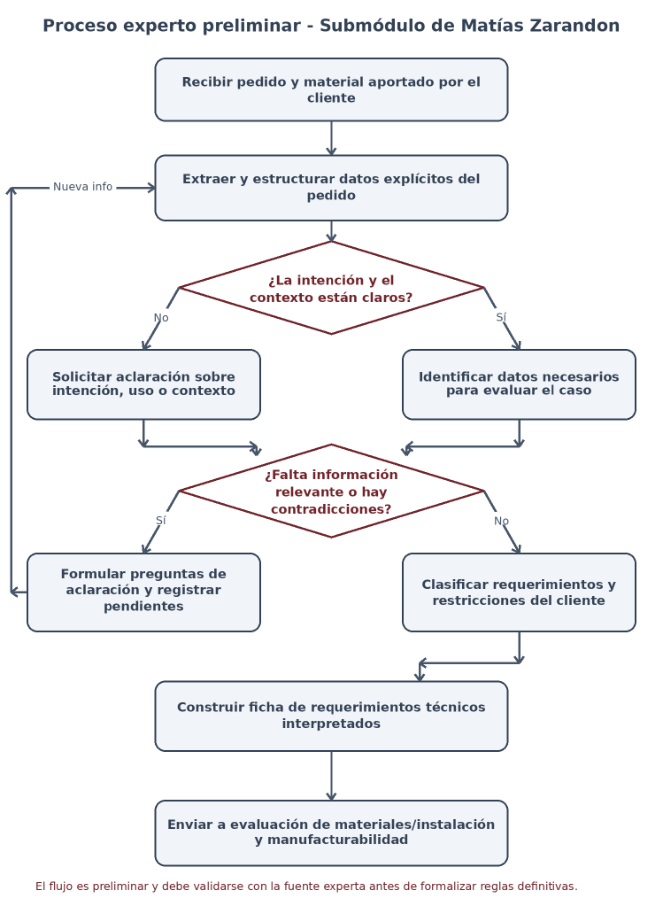 Proceso experto preliminar - Submódulo de Matías Zarandon
Recibir pedido y material aportado por el
cliente
Nueva info
Extraer y estructurar datos explícitos del
pedido
¿La intención y el
contexto están claros?
No
Sí
Solicitar aclaración sobre
intención, uso o contexto
Identificar datos necesarios
para evaluar el caso
¿Falta información
relevante o hay
contradicciones?
Sí
No
Formular preguntas de
aclaración y registrar
pendientes
Clasificar requerimientos y
restricciones del cliente
Construir ficha de requerimientos técnicos
interpretados
Enviar a evaluación de materiales/instalación
y manufacturabilidad
El flujo es preliminar y debe validarse con la fuente experta antes de formalizar reglas definitivas.